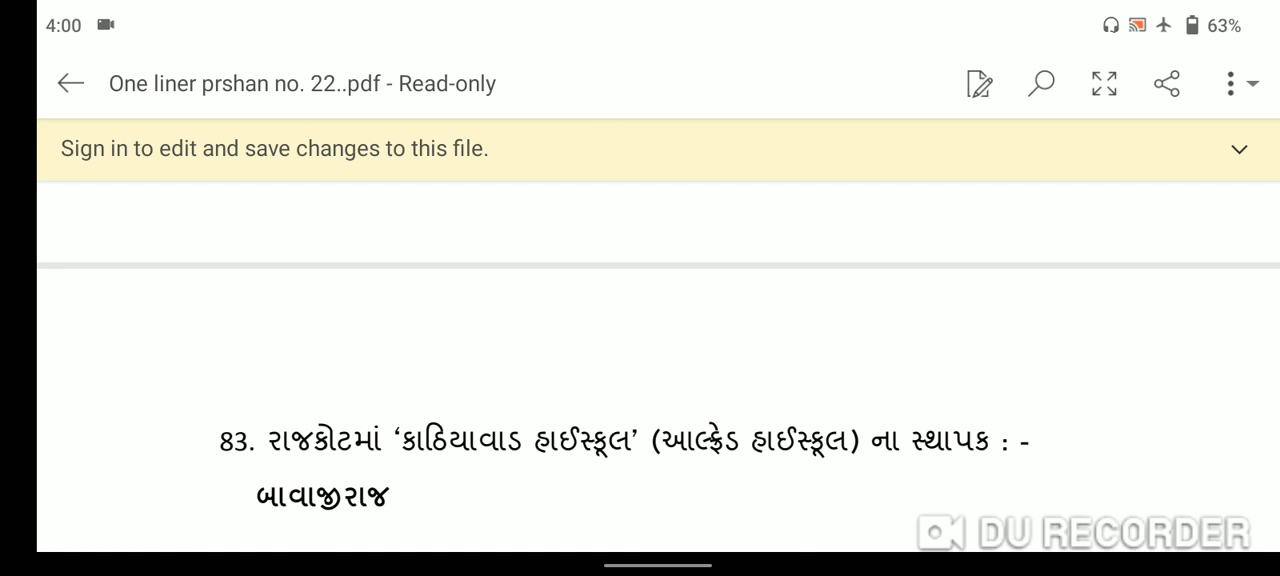 4:00 63%
One liner prshan no. 22..pdf - Read-only
Sign in to edit and save changes to this file.
83. રાજકોટમાં ‘કાઠિયાવાડ હાઈસ્કૂલ’ (આલ્ફ્રેડ હાઈસ્કૂલ) ના સ્થાપક : -
બાવાજીરાજ
DU RECORDER